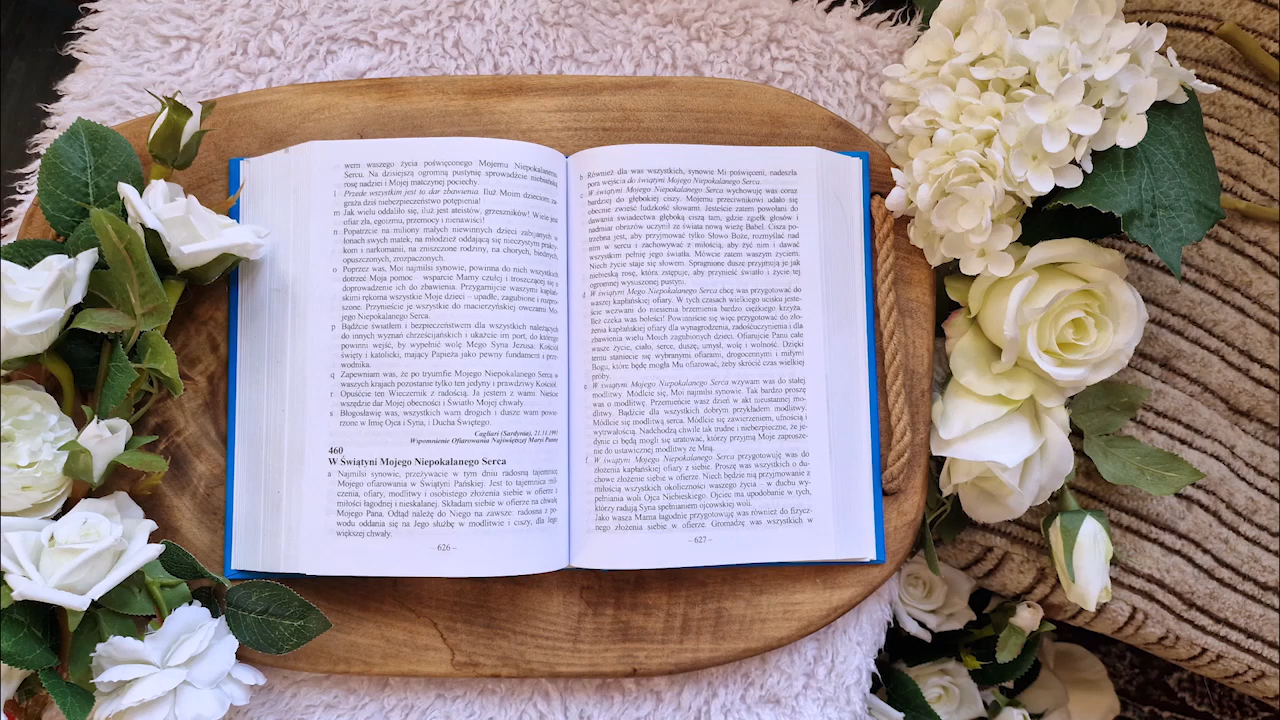 wem waszego życia poświęconego Mojemu Niepokalanemu
Sercu. Na dzisiejszą ogromną pustynię sprowadźcie niebiańską
rosę nadziei i Mojej matczynej pociechy.
l Przede wszystkim jest to dar zbawienia. Iluż Moim dzieciom za-
graża dziś niebezpieczeństwo potępienia!
m Jak wielu oddaliło się, iluż jest ateistów, grzeszników! Wiele jest
ofiar zła, egoizmu, przemocy i nienawiści!
n Popatrzcie na miliony małych niewinnych dzieci zabijanych w
łonach swych matek, na młodzież oddającą się nieczystym prakty-
kom i narkomanii, na zniszczone rodziny, na chorych, biednych,
opuszczonych, zrozpaczonych.
o Poprzez was, Moi najmilsi synowie, powinna do nich wszystkich
dotrzeć Moja pomoc – wsparcie Mamy czułej i troszczącej się o
doprowadzenie ich do zbawienia. Przygarnijcie waszymi kapłań-
skimi rękoma wszystkie Moje dzieci – upadłe, zagubione i rozpro-
szone. Przynieście je wszystkie do macierzyńskiej owczarni Mo-
jego Niepokalanego Serca.
p Bądźcie światłem i bezpieczeństwem dla wszystkich należących
do innych wyznań chrześcijańskich i ukażcie im port, do którego
powinni wejść, by wypełnić wolę Mego Syna Jezusa: Kościół
święty i katolicki, mający Papieża jako pewny fundament i prze-
wodnika.
q Zapewniam was, że po tryumfie Mojego Niepokalanego Serca w
waszych krajach pozostanie tylko ten jedyny i prawdziwy Kościół.
r Opuśćcie ten Wieczernik z radością. Ja jestem z wami. Nieście
wszędzie dar Mojej obecności i Światło Mojej chwały.
s Błogosławię was, wszystkich wam drogich i dusze wam powie-
rzone w Imię Ojca i Syna, i Ducha Świętego.
Cagliari (Sardynia), 21.11.199
Wspomnienie Ofiarowania Najświętszej Maryi Panny
460
W Świątyni Mojego Niepokalanego Serca
a Najmilsi synowie, przeżywacie w tym dniu radosną tajemnicę
Mojego ofiarowania w Świątyni Pańskiej. Jest to tajemnica mil-
czenia, ofiary, modlitwy i osobistego złożenia siebie w ofierze z
miłości łagodnej i nieskalanej. Składam siebie w ofierze na chwałę
Mojego Pana. Odtąd należę do Niego na zawsze: radosna z po-
wodu oddania się na Jego służbę w modlitwie i ciszy, dla Jego
większej chwały.
– 626 –
b Również dla was wszystkich, synowie Mi poświęceni, nadeszła
pora wejścia do świątyni Mojego Niepokalanego Serca.
c W świątyni Mojego Niepokalanego Serca wychowuję was coraz
bardziej do głębokiej ciszy. Mojemu przeciwnikowi udało się
obecnie zwieść ludzkość słowami. Jesteście zatem powołani do
dawania świadectwa głęboką ciszą tam, gdzie zgiełk głosów i
nadmiar obrazów uczynił ze świata nową wieżę Babel. Cisza po-
trzebna jest, aby przyjmować tylko Słowo Boże, rozmyślać nad
nim w sercu i zachowywać z miłością, aby żyć nim i dawać
wszystkim pełnię jego światła. Mówcie zatem waszym życiem.
Niech życie staje się słowem. Spragnione dusze przyjmują je jak
niebieską rosę, która zstępuje, aby przynieść światło i życie tej
ogromnej wysuszonej pustyni.
d W świątyni Mego Niepokalanego Serca chcę was przygotować do
waszej kapłańskiej ofiary. W tych czasach wielkiego ucisku jeste-
ście wezwani do niesienia brzemienia bardzo ciężkiego krzyża.
Ileż czeka was boleści! Powinniście się więc przygotować do zło-
żenia kapłańskiej ofiary dla wynagrodzenia, zadośćuczynienia i dla
zbawienia wielu Moich zagubionych dzieci. Ofiarujcie Panu całe
wasze życie, ciało, serce, duszę, umysł, wolę i wolność. Dzięki
temu staniecie się wybranymi ofiarami, drogocennymi i miłymi
Bogu, które będę mogła Mu ofiarować, żeby skrócić czas wielkiej
próby.
e W świątyni Mojego Niepokalanego Serca wzywam was do stałej
modlitwy. Módlcie się, Moi najmilsi synowie. Tak bardzo proszę
was o modlitwę. Przemieńcie wasz dzień w akt nieustannej mo-
dlitwy. Bądźcie dla wszystkich dobrym przykładem modlitwy.
Módlcie się modlitwą serca. Módlcie się z zawierzeniem, ufnością i
wytrwałością. Nadchodzą chwile tak trudne i niebezpieczne, że je-
dynie ci będą mogli się uratować, którzy przyjmą Moje zaprosze-
nie do ustawicznej modlitwy ze Mną.
f W świątyni Mojego Niepokalanego Serca przygotowuję was do
złożenia kapłańskiej ofiary z siebie. Proszę was wszystkich o du-
chowe złożenie siebie w ofierze. Niech będą mi przyjmowane z
miłością wszystkich okoliczności waszego życia – w duchu wy-
pełniania woli Ojca Niebieskiego. Ojciec ma upodobanie w tych,
którzy radują Syna spełnianiem ojcowskiej woli.
Jako wasza Mama łagodnie przygotowuję was również do fizycz-
nego złożenia siebie w ofierze. Gromadzę was wszystkich w
– 627 –